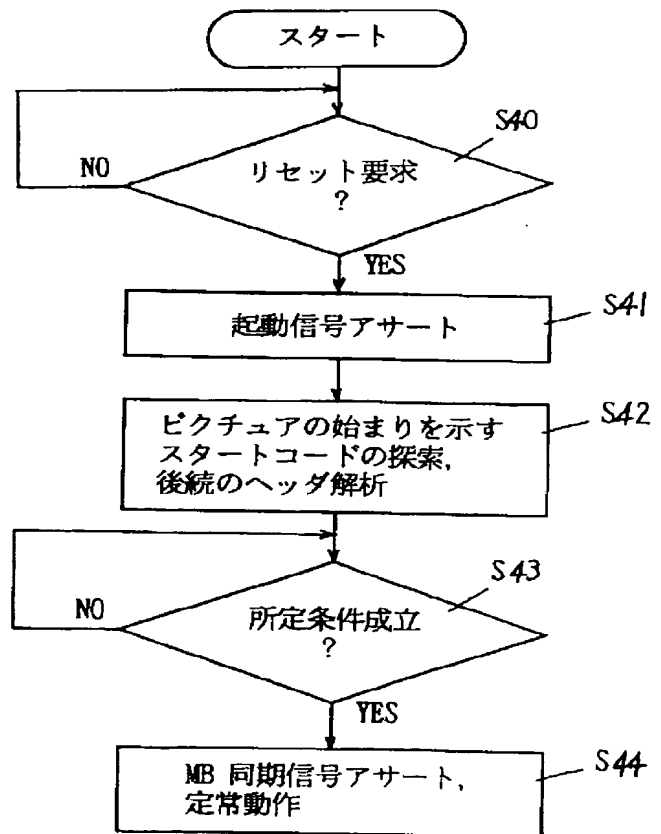 スタート
S40
リセット要求
?
NO
YES
S41
起動信号アサート
S42
ピクチュアの始まりを示す
スタートコードの探索,
後続のヘッダ解析
S43
所定条件成立
?
NO
YES
S44
MB 同期信号アサート,
定常動作